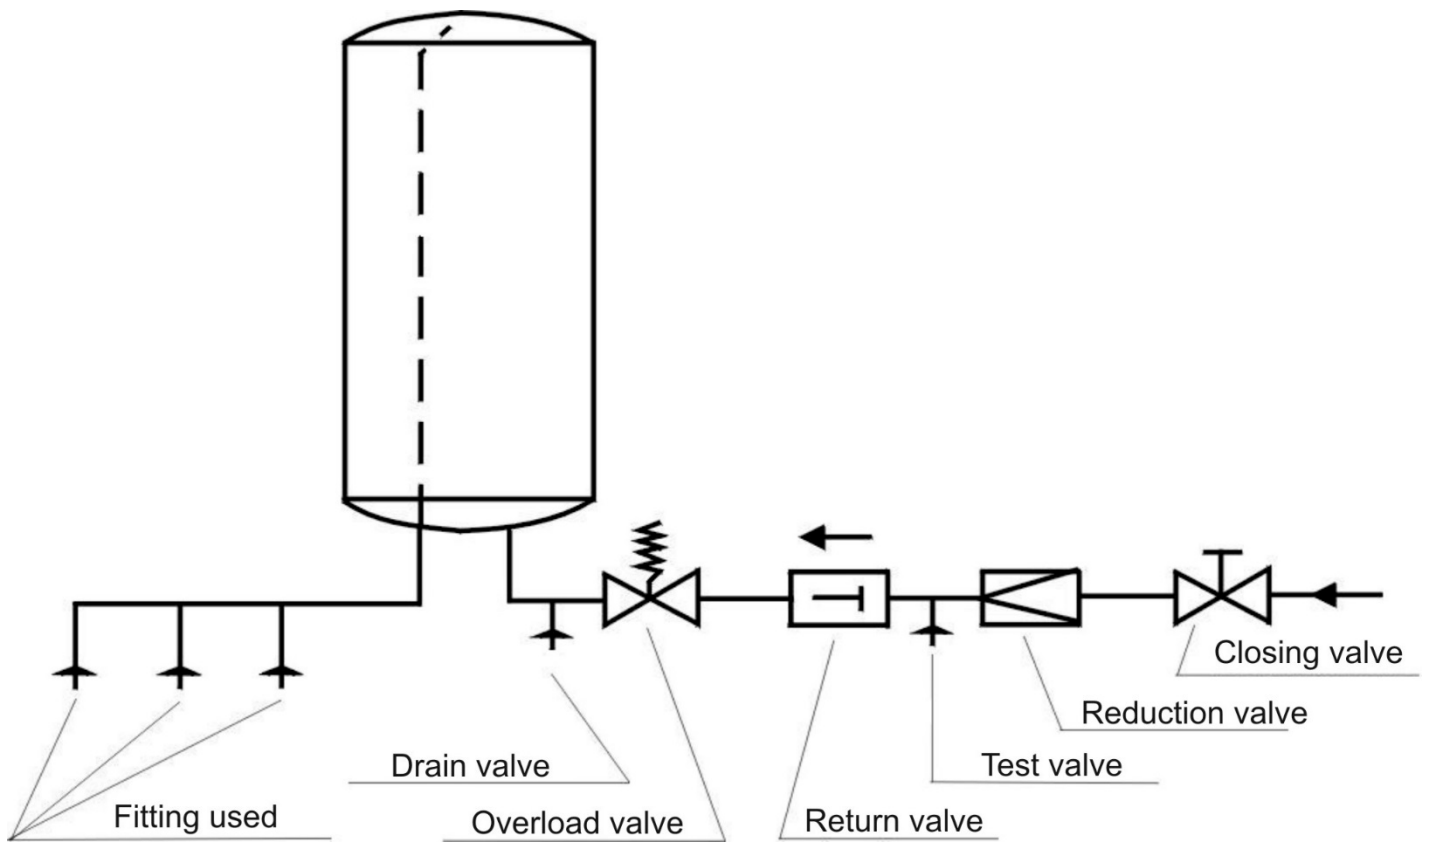 Closing valve
Reduction valve
Drain valve
Test valve
Fitting used
Overload valve
Return valve